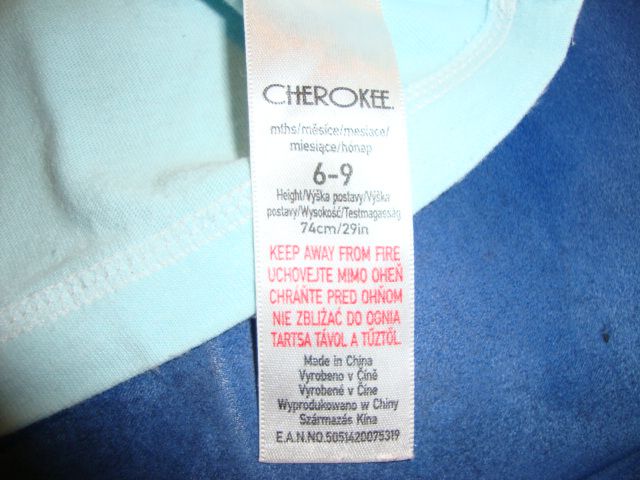 CHEROKEE.
mths/měsíce/mesiace/
miesiące/hónap
6-9
Height/Výška postavy/Výška
postavy/Wysokość/Testmagasság
74cm/29in
KEEP AWAY FROM FIRE
UCHOVEJTE MIMO OHEŇ
CHRÁŇTE PRED OHŇOM
NIE ZBLIŻAĆ DO OGNIA
TARTSA TÁVOL A TŰZTŐL.
Made in China
Vyrobeno v Číně
Vyrobené v Číne
Wyprodukowano w Chiny
Származás Kína
E.A.N.NO.5051420075319